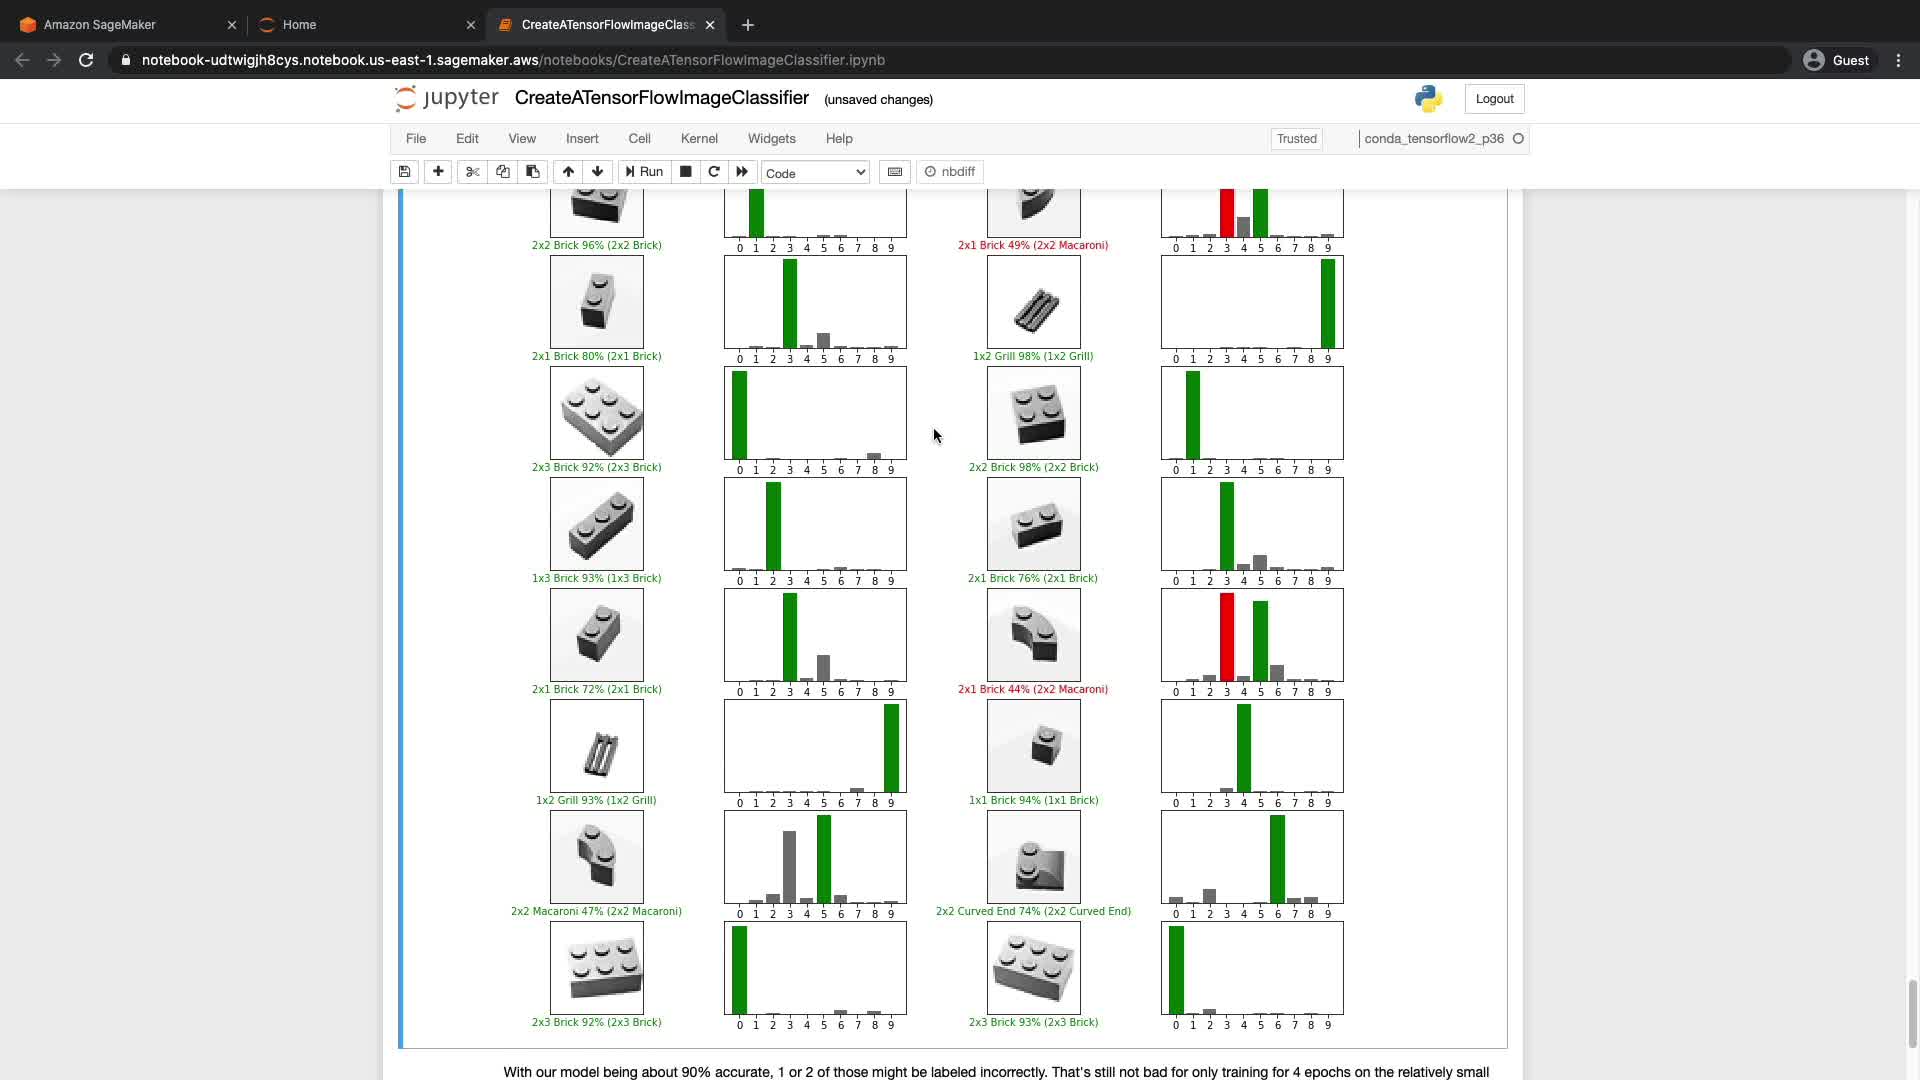 Amazon SageMaker
Home
CreateATensorFlowImageClass
notebook-udtwigjh8cys.notebook.us-east-1.sagemaker.aws/notebooks/CreateATensorFlowImageClassifier.ipynb
Guest
jupyter CreateATensorFlowImageClassifier (unsaved changes)
Logout
File Edit View Insert Cell Kernel Widgets Help
Trusted
conda_tensorflow2_p36
Run
Code
nbdiff
0 1 2 3 4 5 6 7 8 9
0 1 2 3 4 5 6 7 8 9
2x2 Brick 96% (2x2 Brick)
2x1 Brick 49% (2x2 Macaroni)
0 1 2 3 4 5 6 7 8 9
0 1 2 3 4 5 6 7 8 9
2x1 Brick 80% (2x1 Brick)
1x2 Grill 98% (1x2 Grill)
0 1 2 3 4 5 6 7 8 9
0 1 2 3 4 5 6 7 8 9
2x3 Brick 92% (2x3 Brick)
2x2 Brick 98% (2x2 Brick)
0 1 2 3 4 5 6 7 8 9
0 1 2 3 4 5 6 7 8 9
1x3 Brick 93% (1x3 Brick)
2x1 Brick 76% (2x1 Brick)
0 1 2 3 4 5 6 7 8 9
0 1 2 3 4 5 6 7 8 9
2x1 Brick 72% (2x1 Brick)
2x1 Brick 44% (2x2 Macaroni)
0 1 2 3 4 5 6 7 8 9
0 1 2 3 4 5 6 7 8 9
1x2 Grill 93% (1x2 Grill)
1x1 Brick 94% (1x1 Brick)
0 1 2 3 4 5 6 7 8 9
0 1 2 3 4 5 6 7 8 9
2x2 Macaroni 47% (2x2 Macaroni)
2x2 Curved End 74% (2x2 Curved End)
0 1 2 3 4 5 6 7 8 9
0 1 2 3 4 5 6 7 8 9
2x3 Brick 92% (2x3 Brick)
2x3 Brick 93% (2x3 Brick)
With our model being about 90% accurate, 1 or 2 of those might be labeled incorrectly. That's still not bad for only training for 4 epochs on the relatively small